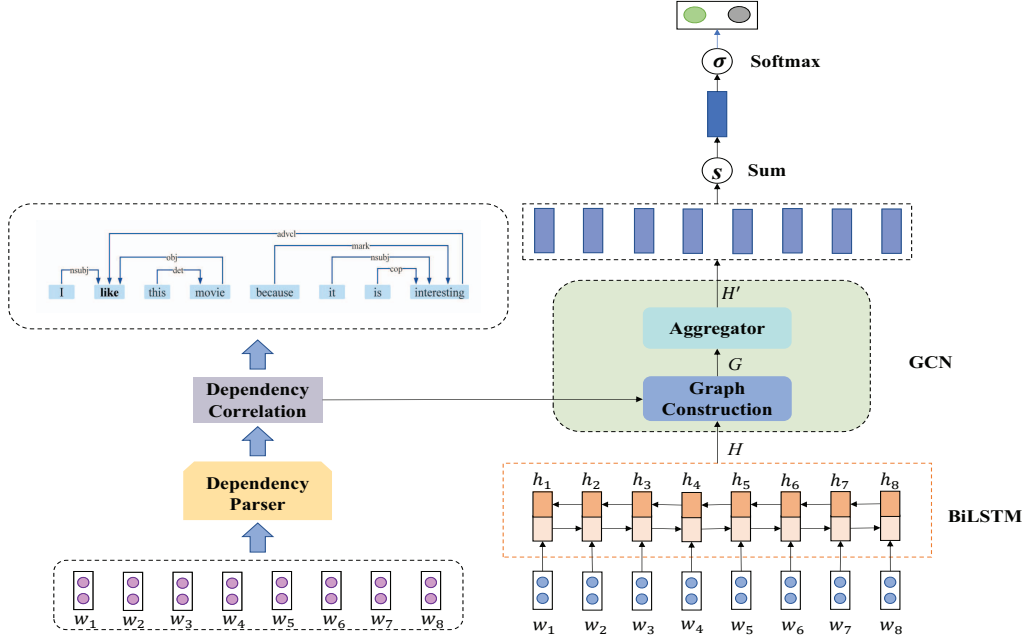 σ Softmax
s Sum
advcl
mark
obj nsubj
nsubj det cop
I like this movie because it is interesting
H′
Aggregator
GCN
G
Dependency Correlation
Graph Construction
H
Dependency Parser
h1 h2 h3 h4 h5 h6 h7 h8
BiLSTM
w1 w2 w3 w4 w5 w6 w7 w8
w1 w2 w3 w4 w5 w6 w7 w8